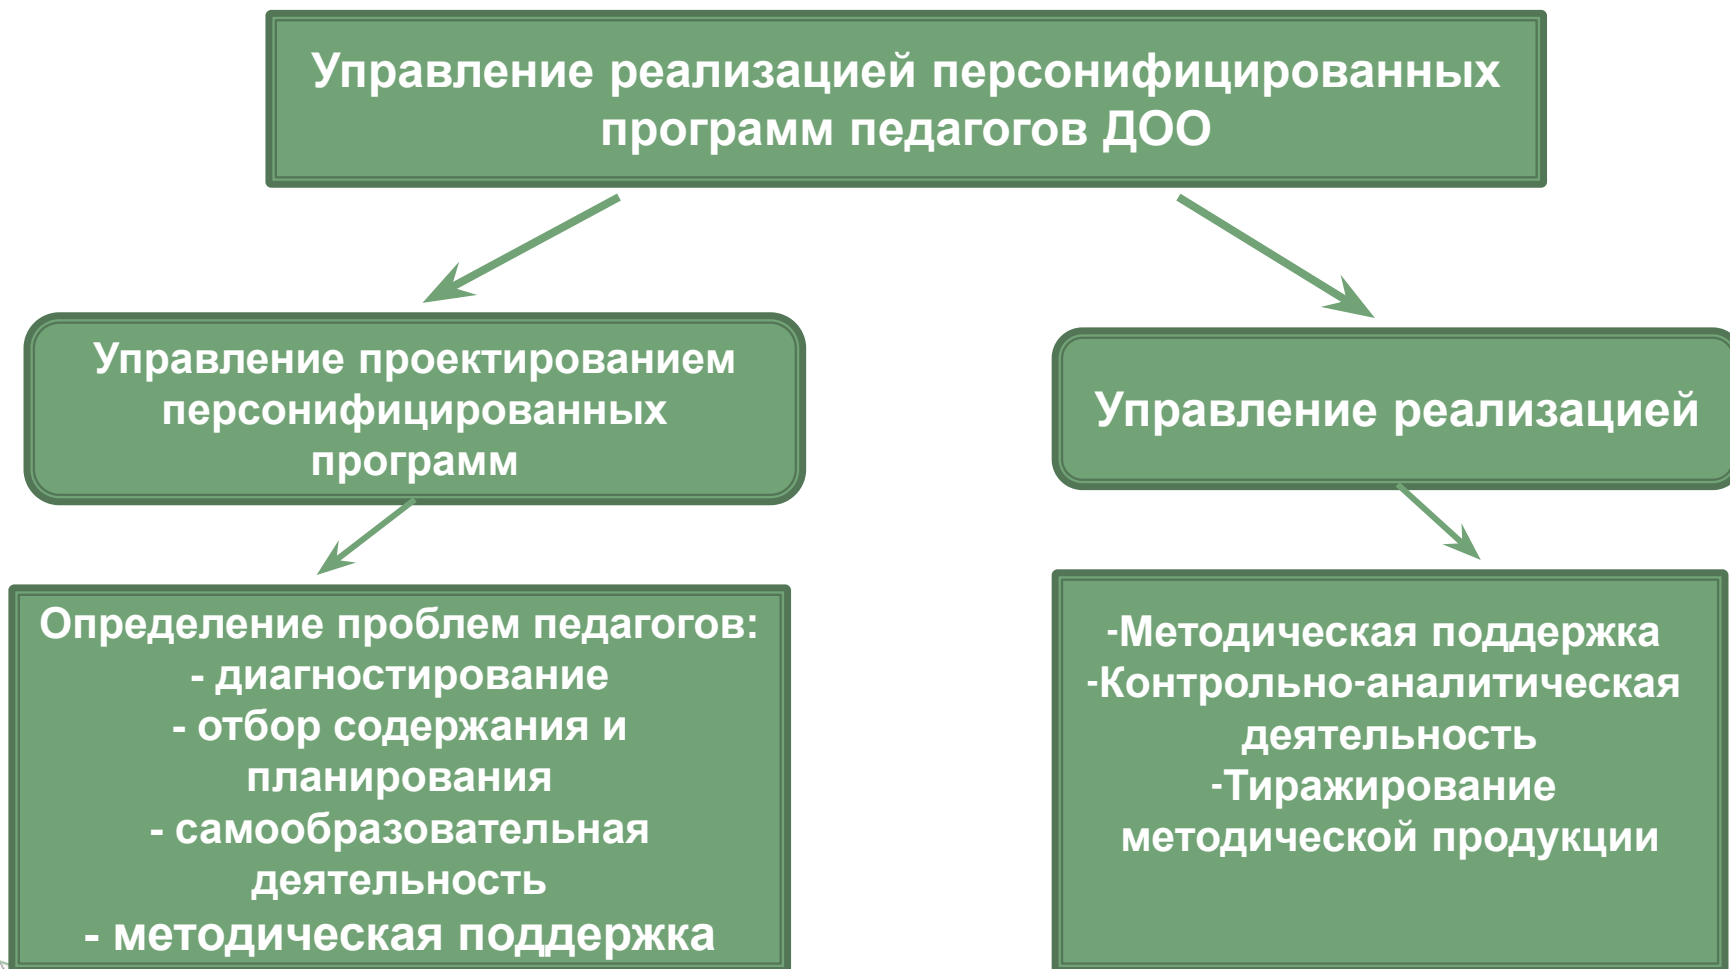 Управление реализацией персонифицированных
программ педагогов ДОО
Управление проектированием
персонифицированных
программ
Управление реализацией
Определение проблем педагогов:
- диагностирование
- отбор содержания и
планирования
- самообразовательная
деятельность
- методическая поддержка
-Методическая поддержка
-Контрольно-аналитическая
деятельность
-Тиражирование
методической продукции